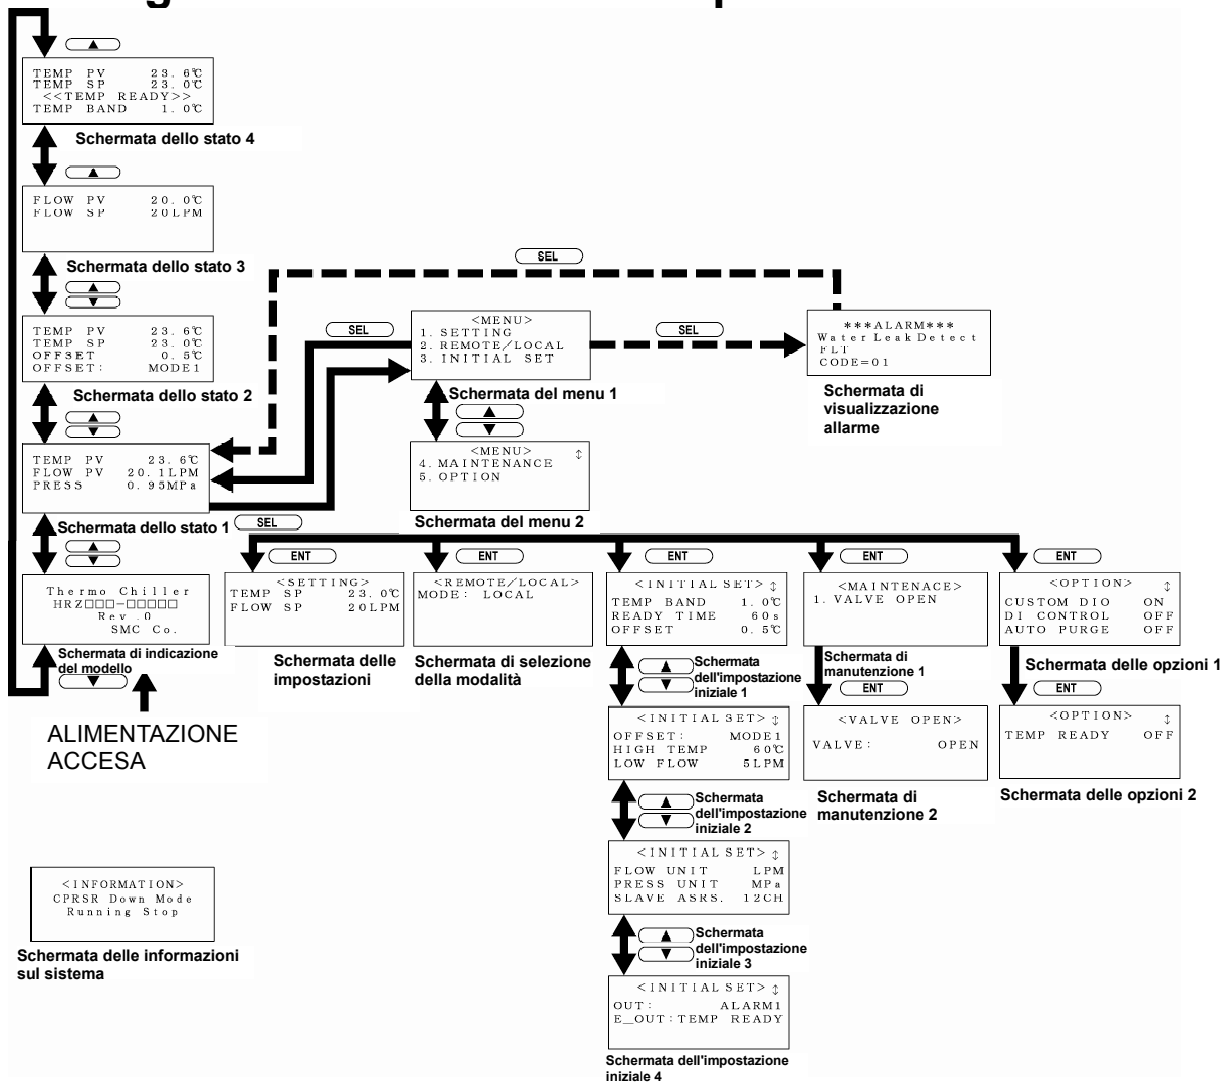 TEMP PV 23.6℃
TEMP SP 23.0℃
<<TEMP READY>>
TEMP BAND 1.0℃
Schermata dello stato 4
FLOW PV 20.0℃
FLOW SP 20LPM
Schermata dello stato 3
TEMP PV 23.6℃
TEMP SP 23.0℃
OFFSET 0.5℃
OFFSET: MODE1
Schermata dello stato 2
TEMP PV 23.6℃
FLOW PV 20.1LPM
PRESS 0.95MPa
Schermata dello stato 1
SEL
Thermo Chiller
HRZ□□□-□□□□□
Rev .0
SMC Co.
Schermata di indicazione
del modello
ALIMENTAZIONE
ACCESA
SEL
SEL
<MENU>
1. SETTING
2. REMOTE/LOCAL
3. INITIAL SET
Schermata del menu 1
SEL
***ALARM***
Water Leak Detect
FLT
CODE=01
Schermata di
visualizzazione
allarme
<MENU> ↕
4. MAINTENANCE
5. OPTION
Schermata del menu 2
ENT
<SETTING>
TEMP SP 23.0℃
FLOW SP 20LPM
Schermata delle
impostazioni
ENT
<REMOTE/LOCAL>
MODE: LOCAL
Schermata di selezione
della modalità
ENT
<INITIAL SET> ↕
TEMP BAND 1.0℃
READY TIME 60s
OFFSET 0.5℃
Schermata
dell'impostazione
iniziale 1
<INITIAL SET> ↕
OFFSET: MODE1
HIGH TEMP 60℃
LOW FLOW 5LPM
Schermata
dell'impostazione
iniziale 2
<INITIAL SET> ↕
FLOW UNIT LPM
PRESS UNIT MPa
SLAVE ASRS. 12CH
Schermata
dell'impostazione
iniziale 3
<INITIAL SET> ↕
OUT: ALARM1
E_OUT:TEMP READY
Schermata dell'impostazione
iniziale 4
ENT
<MAINTENACE>
1. VALVE OPEN
Schermata di
manutenzione 1
ENT
<VALVE OPEN>
VALVE: OPEN
Schermata di
manutenzione 2
ENT
<OPTION> ↕
CUSTOM DIO ON
DI CONTROL OFF
AUTO PURGE OFF
Schermata delle opzioni 1
ENT
<OPTION> ↕
TEMP READY OFF
Schermata delle opzioni 2
<INFORMATION>
CPRSR Down Mode
Running Stop
Schermata delle informazioni
sul sistema